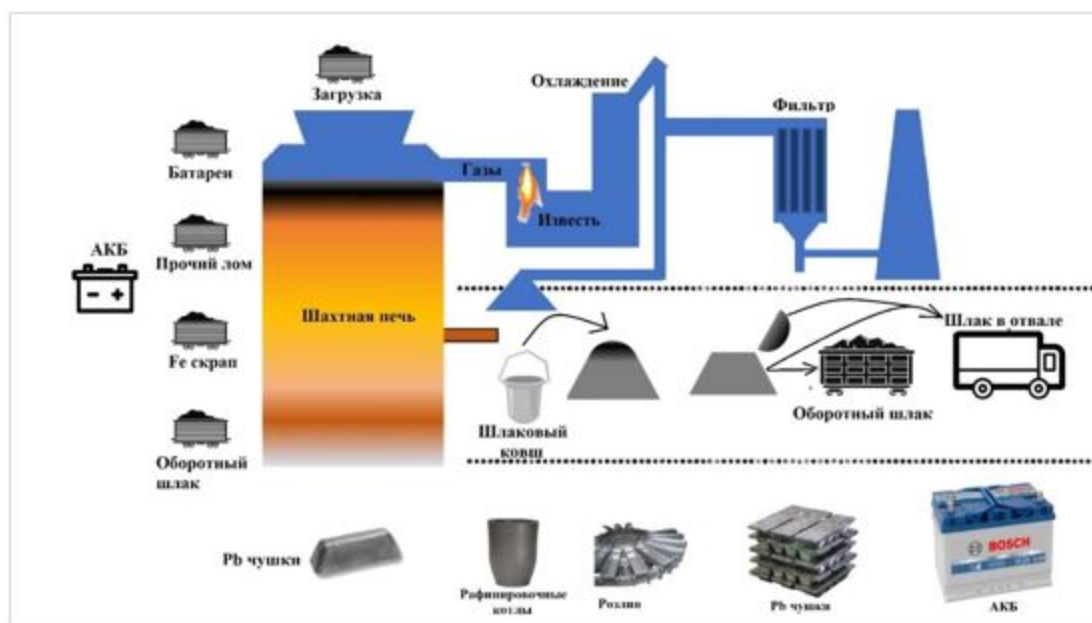 Загрузка
Охлаждение
Фильтр
Батареи
Газы
Известь
АКБ
Прочий лом
Шахтная печь
Fe скрап
Шлак в отвале
Оборотный шлак
Шлаковый
ковш
Оборотный
шлак
Pb чушки
Рафинировочные
котлы
Розлив
Pb чушки
BOSCH
АКБ